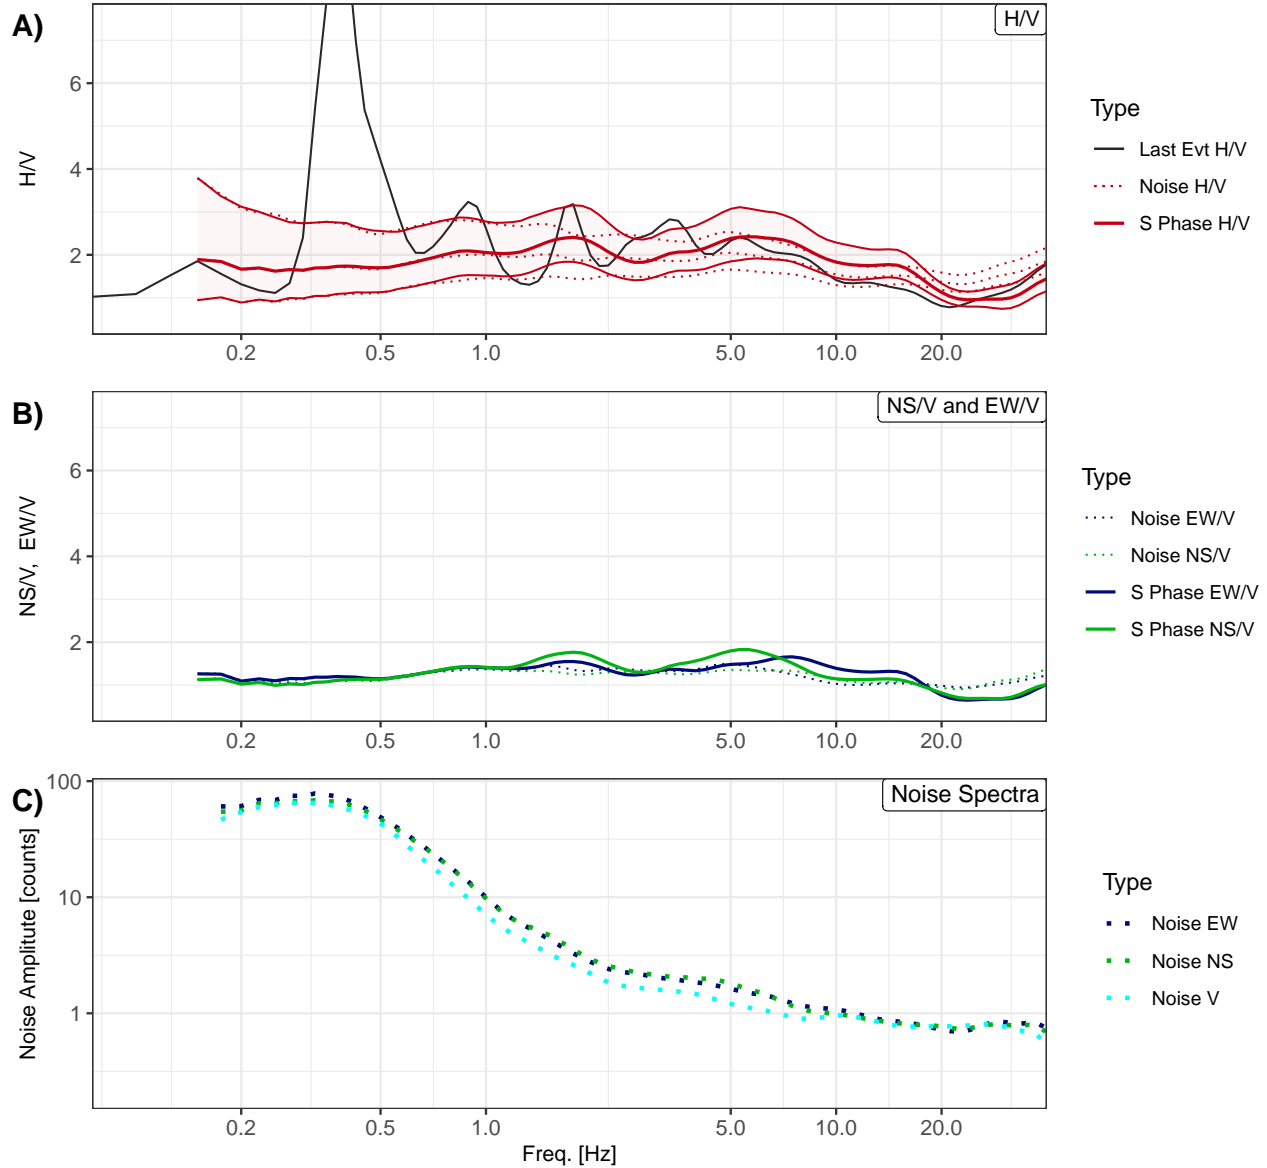 A)
H/V
H/V
6
4
2
0.2 0.5 1.0 5.0 10.0 20.0
Type
Last Evt H/V
Noise H/V
S Phase H/V
B)
NS/V and EW/V
NS/V, EW/V
6
4
2
0.2 0.5 1.0 5.0 10.0 20.0
Type
Noise EW/V
Noise NS/V
S Phase EW/V
S Phase NS/V
C)
Noise Spectra
Noise Amplitute [counts]
100
10
1
0.2 0.5 1.0 5.0 10.0 20.0
Freq. [Hz]
Type
Noise EW
Noise NS
Noise V